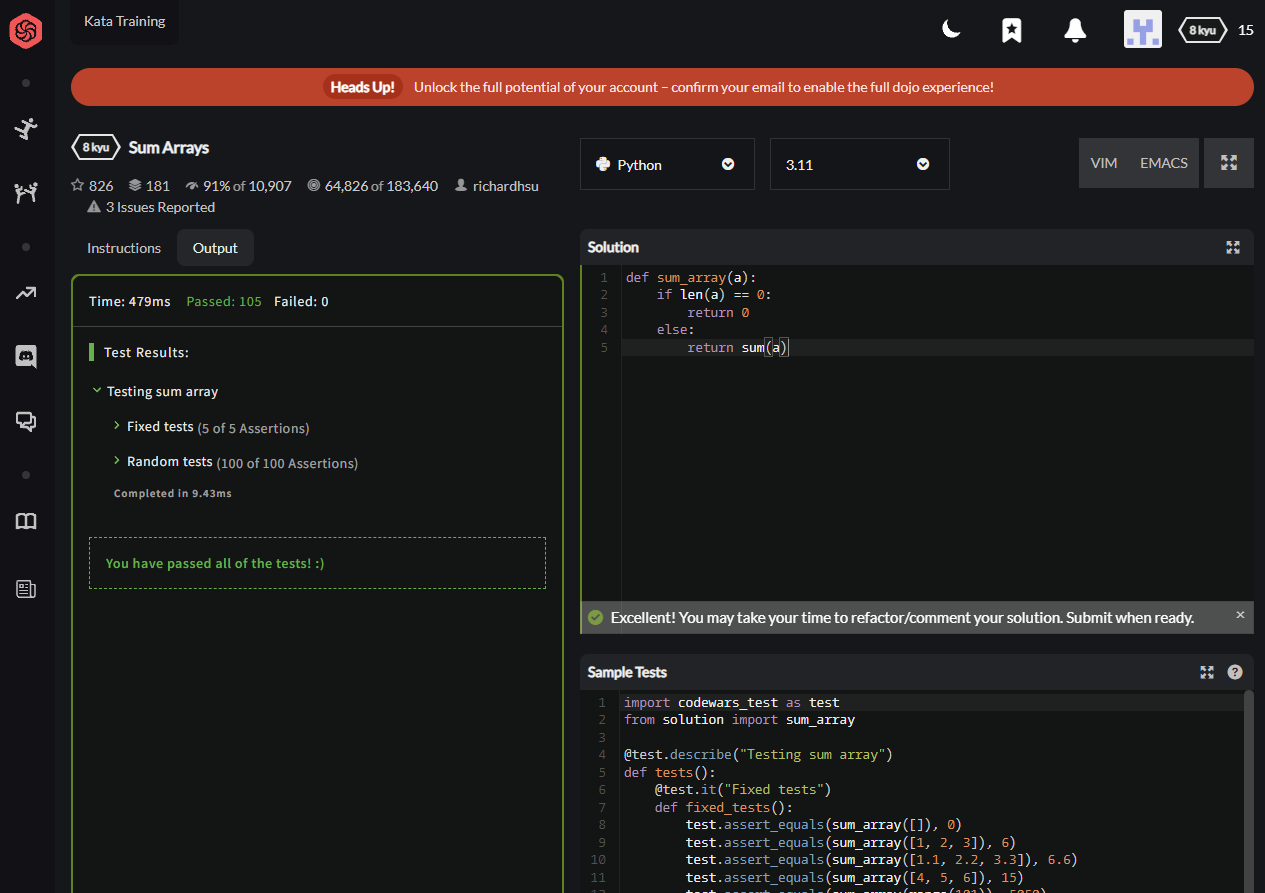 Kata Training
8 kyu
15
Heads Up! Unlock the full potential of your account – confirm your email to enable the full dojo experience!
8 kyu Sum Arrays
826 181 91% of 10,907 64,826 of 183,640 richardhsu
3 Issues Reported
Python
3.11
VIM EMACS
Instructions Output
Time: 479ms Passed: 105 Failed: 0
Test Results:
Testing sum array
Fixed tests (5 of 5 Assertions)
Random tests (100 of 100 Assertions)
Completed in 9.43ms
You have passed all of the tests! :)
Solution
1 def sum_array(a):
2     if len(a) == 0:
3         return 0
4     else:
5         return sum(a)
Excellent! You may take your time to refactor/comment your solution. Submit when ready. ×
Sample Tests ?
1 import codewars_test as test
2 from solution import sum_array
3
4 @test.describe("Testing sum array")
5 def tests():
6     @test.it("Fixed tests")
7     def fixed_tests():
8         test.assert_equals(sum_array([]), 0)
9         test.assert_equals(sum_array([1, 2, 3]), 6)
10         test.assert_equals(sum_array([1.1, 2.2, 3.3]), 6.6)
11         test.assert_equals(sum_array([4, 5, 6]), 15)